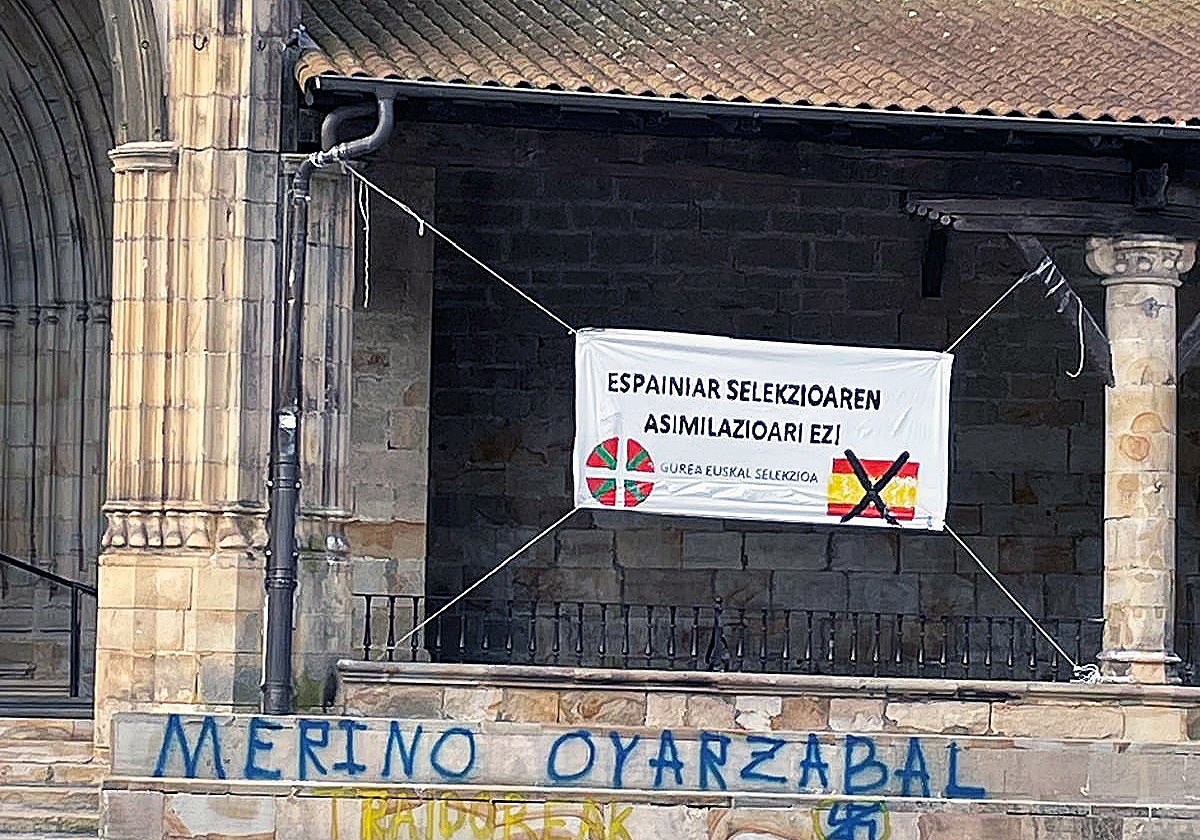 ESPAINIAR SELEKZIOAREN
ASIMILAZIOARI EZ!
GUREA EUSKAL SELEKZIOA
MERINO OYARZABAL
TRAIDOREAK